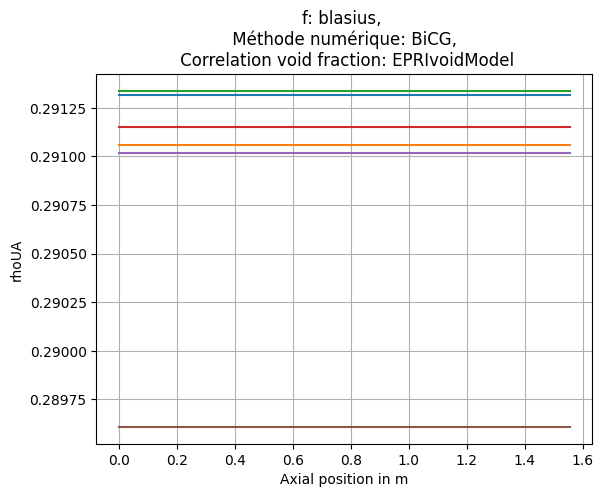 f: blasius,
Méthode numérique: BiCG,
Correlation void fraction: EPRIvoidModel
0.29125
0.29100
0.29075
0.29050
0.29025
0.29000
0.28975
rhoUA
0.0 0.2 0.4 0.6 0.8 1.0 1.2 1.4 1.6
Axial position in m